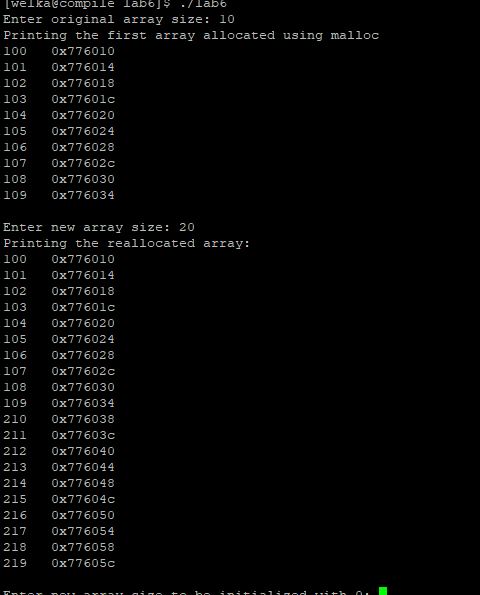 [welka@compile lab6]$ ./lab6
Enter original array size: 10
Printing the first array allocated using malloc
100 0x776010
101 0x776014
102 0x776018
103 0x77601c
104 0x776020
105 0x776024
106 0x776028
107 0x77602c
108 0x776030
109 0x776034
Enter new array size: 20
Printing the reallocated array:
100 0x776010
101 0x776014
102 0x776018
103 0x77601c
104 0x776020
105 0x776024
106 0x776028
107 0x77602c
108 0x776030
109 0x776034
210 0x776038
211 0x77603c
212 0x776040
213 0x776044
214 0x776048
215 0x77604c
216 0x776050
217 0x776054
218 0x776058
219 0x77605c
Enter new array size to be initialized with 0: